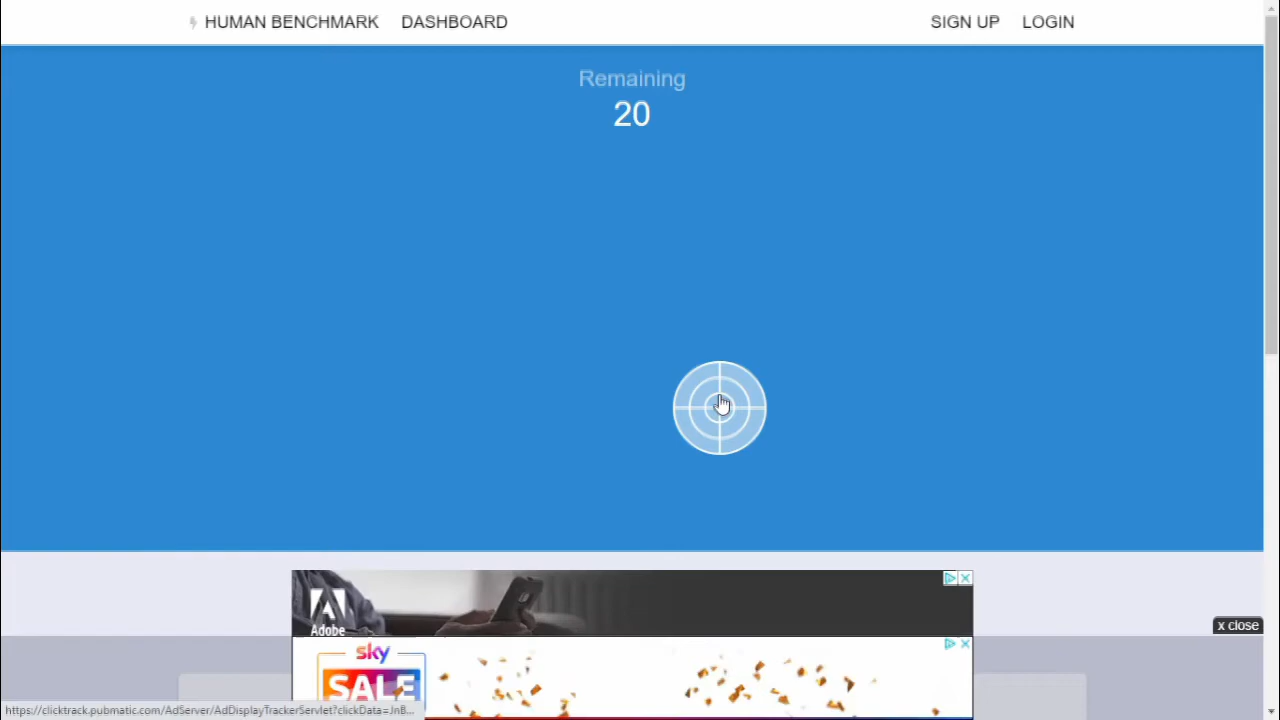 HUMAN BENCHMARK DASHBOARD SIGN UP LOGIN
Remaining
20
Adobe
x close
sky
SALE
https://clicktrack.pubmatic.com/AdServer/AdDisplayTrackerServlet?clickData=JnB...